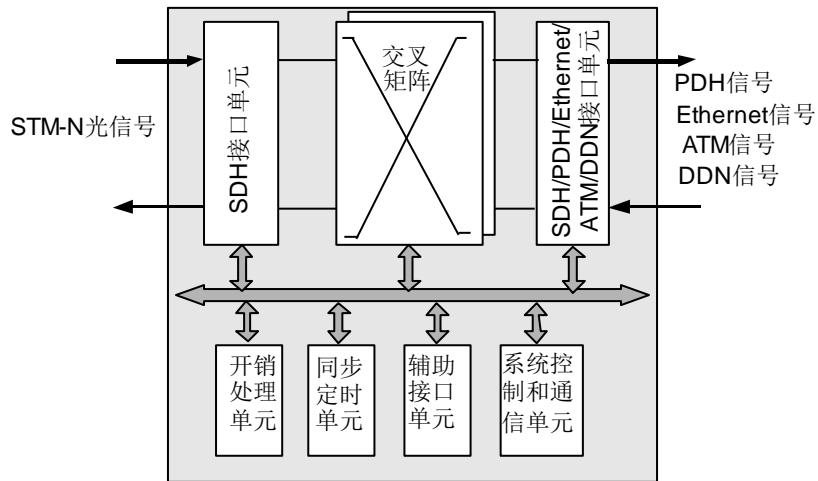 STM-N光信号
SDH接口单元
交叉
矩阵
SDH/PDH/Ethernet/
ATM/DDN接口单元
PDH信号
Ethernet信号
ATM信号
DDN信号
开销
处理
单元
同步
定时
单元
辅助
接口
单元
系统控
制和通
信单元